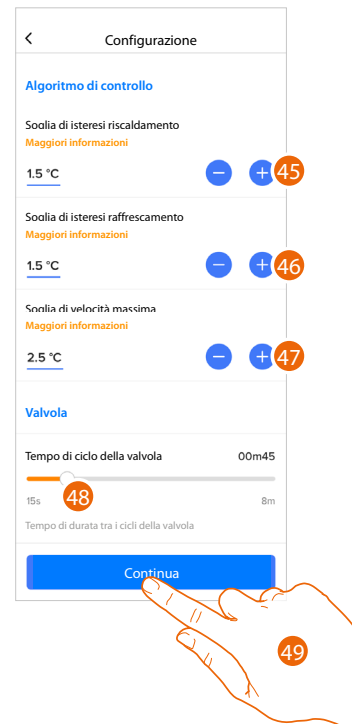 Configurazione
Algoritmo di controllo
Soglia di isteresi riscaldamento
Maggiori informazioni
1.5 °C
45
Soglia di isteresi raffrescamento
Maggiori informazioni
1.5 °C
46
Soglia di velocità massima
Maggiori informazioni
2.5 °C
47
Valvola
Tempo di ciclo della valvola 00m45
48
15s 8m
Tempo di durata tra i cicli della valvola
Continua
49